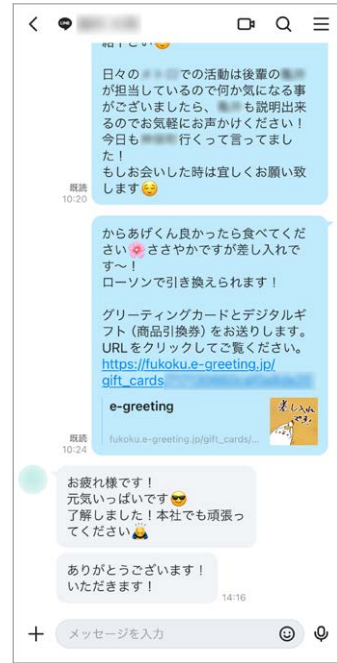 LINE
日々の での活動は後輩の
が担当しているので何か気になる事
がございましたら、 も説明出来
るのでお気軽にお声かけください！
今日も 行くって言ってまし
た！
もしお会いした時は宜しくお願い致
します😌
既読
10:20
からあげくん良かったら食べてくだ
さい🌸ささやかですが差し入れで
す〜！
ローソンで引き換えられます！
グリーティングカードとデジタルギ
フト（商品引換券）をお送りします。
URLをクリックしてご覧ください。
https://fukoku.e-greeting.jp/
gift_cards
e-greeting
差し入れ
です!
fukoku.e-greeting.jp/gift_cards/...
既読
10:24
お疲れ様です！
元気いっぱいです😎
了解しました！本社でも頑張っ
てください🙇
ありがとうございます！
いただきます！
14:16
メッセージを入力